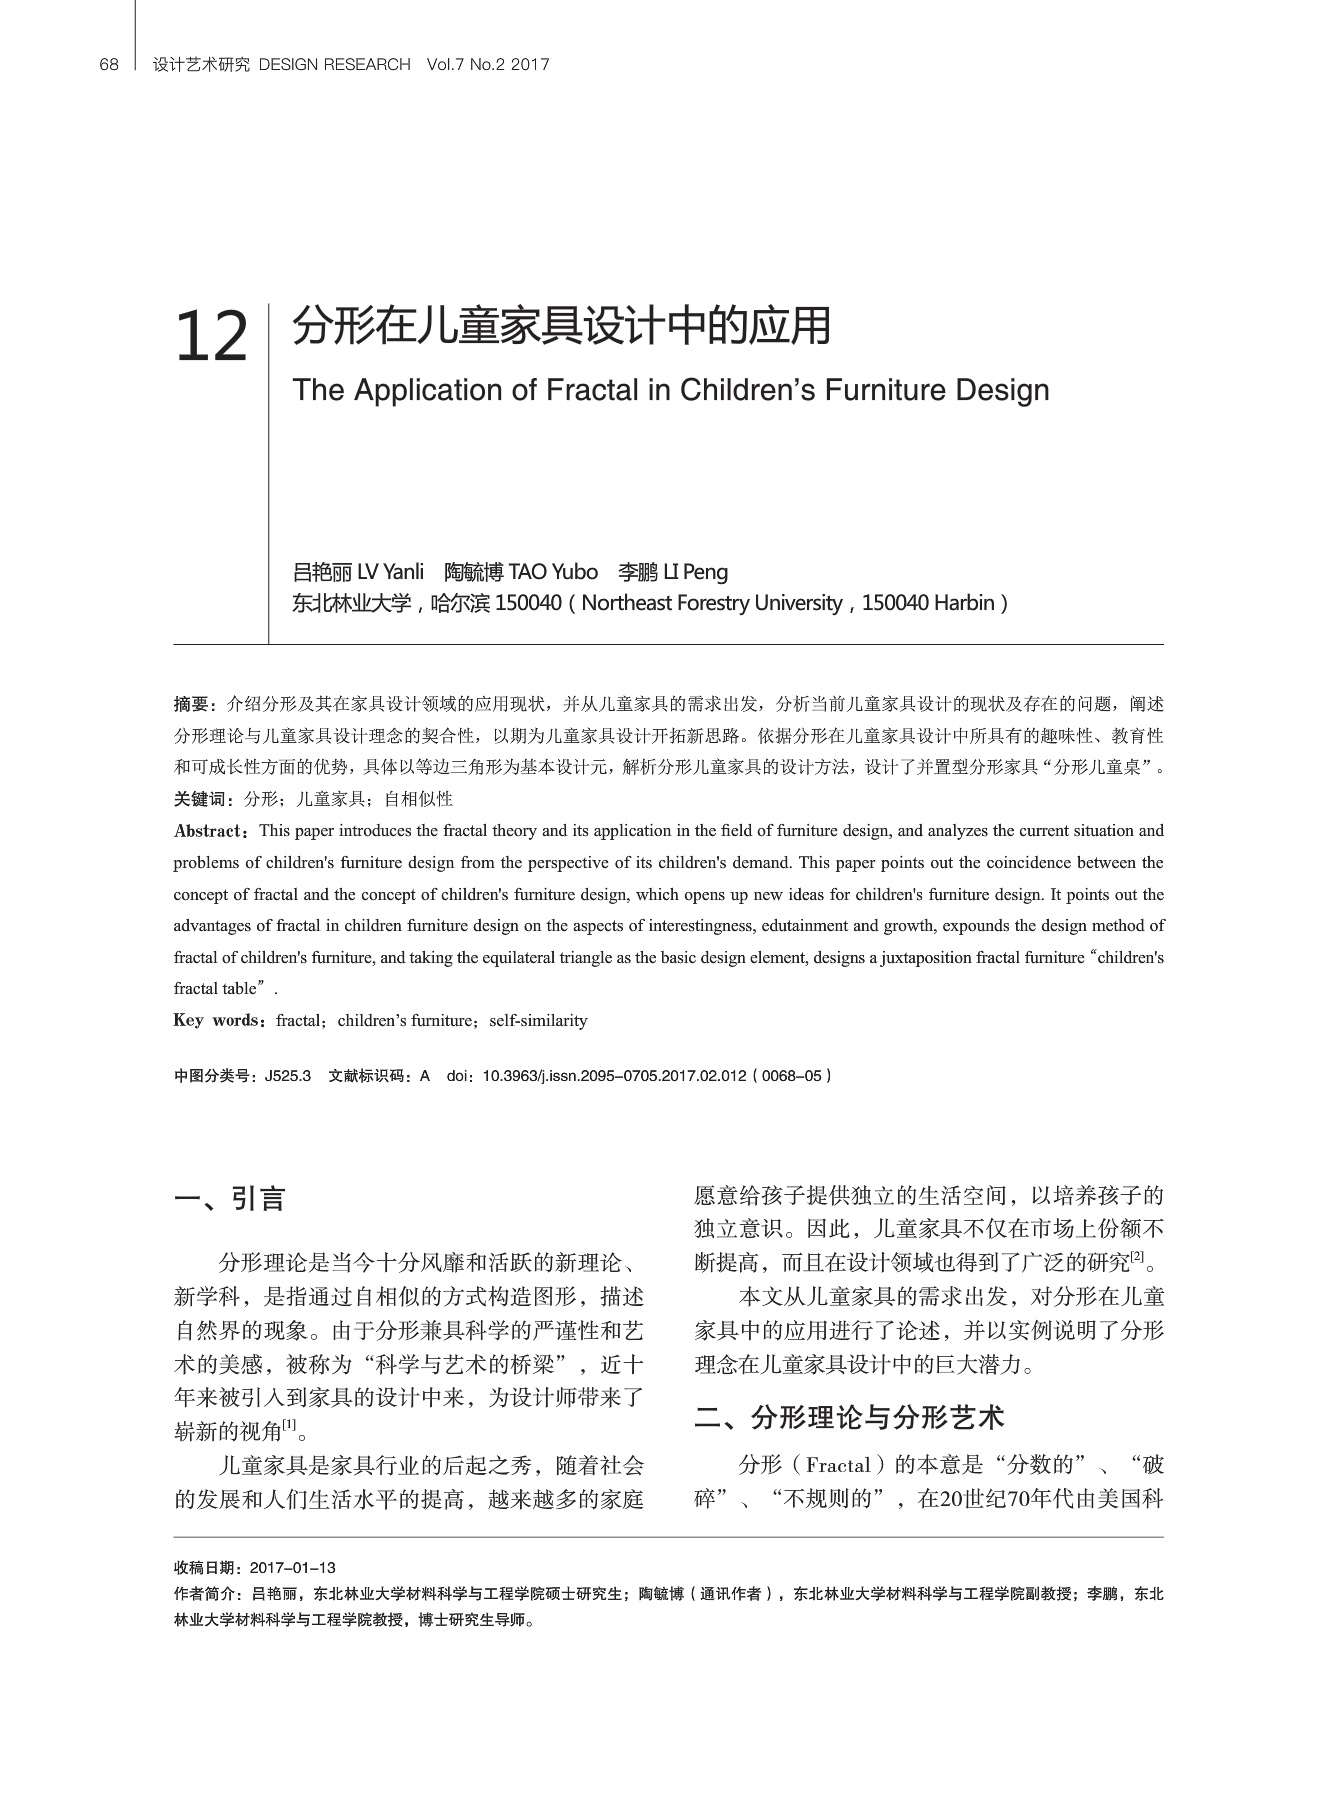 68 设计艺术研究 DESIGN RESEARCH Vol.7 No.2 2017
12
分形在儿童家具设计中的应用
The Application of Fractal in Children’s Furniture Design
吕艳丽 LV Yanli 陶毓博 TAO Yubo 李鹏 LI Peng
东北林业大学，哈尔滨 150040（Northeast Forestry University，150040 Harbin）
摘要：介绍分形及其在家具设计领域的应用现状，并从儿童家具的需求出发，分析当前儿童家具设计的现状及存在的问题，阐述
分形理论与儿童家具设计理念的契合性，以期为儿童家具设计开拓新思路。依据分形在儿童家具设计中所具有的趣味性、教育性
和可成长性方面的优势，具体以等边三角形为基本设计元，解析分形儿童家具的设计方法，设计了并置型分形家具“分形儿童桌”。
关键词：分形；儿童家具；自相似性
Abstract：This paper introduces the fractal theory and its application in the field of furniture design, and analyzes the current situation and
problems of children's furniture design from the perspective of its children's demand. This paper points out the coincidence between the
concept of fractal and the concept of children's furniture design, which opens up new ideas for children's furniture design. It points out the
advantages of fractal in children furniture design on the aspects of interestingness, edutainment and growth, expounds the design method of
fractal of children's furniture, and taking the equilateral triangle as the basic design element, designs a juxtaposition fractal furniture “children's
fractal table”.
Key words：fractal；children’s furniture；self-similarity
中图分类号：J525.3 文献标识码：A doi：10.3963/j.issn.2095–0705.2017.02.012（0068–05）
一、引言
分形理论是当今十分风靡和活跃的新理论、
新学科，是指通过自相似的方式构造图形，描述
自然界的现象。由于分形兼具科学的严谨性和艺
术的美感，被称为“科学与艺术的桥梁”，近十
年来被引入到家具的设计中来，为设计师带来了
崭新的视角[1]。
儿童家具是家具行业的后起之秀，随着社会
的发展和人们生活水平的提高，越来越多的家庭
愿意给孩子提供独立的生活空间，以培养孩子的
独立意识。因此，儿童家具不仅在市场上份额不
断提高，而且在设计领域也得到了广泛的研究[2]。
本文从儿童家具的需求出发，对分形在儿童
家具中的应用进行了论述，并以实例说明了分形
理念在儿童家具设计中的巨大潜力。
二、分形理论与分形艺术
分形（Fractal）的本意是“分数的”、“破
碎”、“不规则的”，在20世纪70年代由美国科
收稿日期：2017–01–13
作者简介：吕艳丽，东北林业大学材料科学与工程学院硕士研究生；陶毓博（通讯作者），东北林业大学材料科学与工程学院副教授；李鹏，东北
林业大学材料科学与工程学院教授，博士研究生导师。